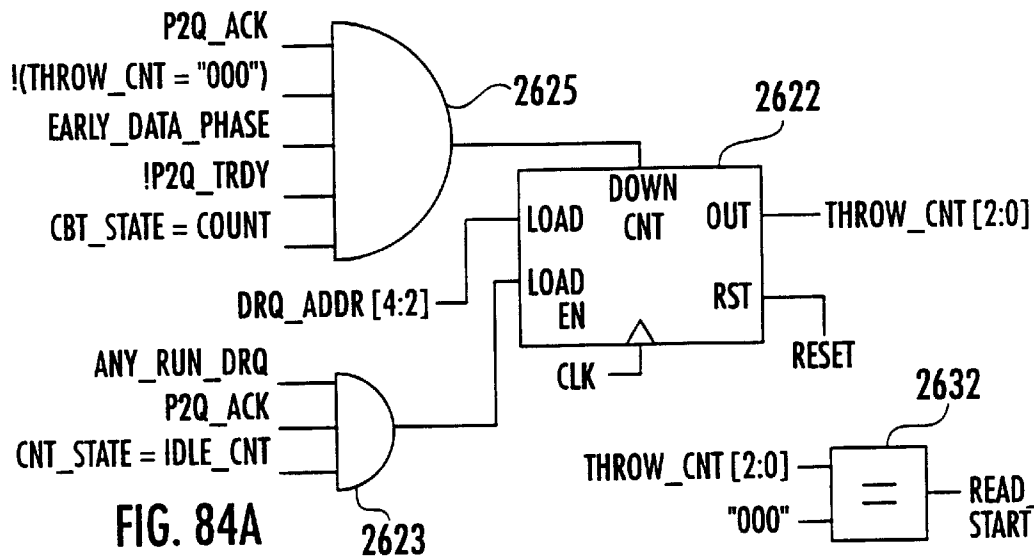 P2Q_ACK
!(THROW_CNT = "000")
EARLY_DATA_PHASE
!P2Q_TRDY
CBT_STATE = COUNT
2625
2622
LOAD
DOWN
CNT
OUT
THROW_CNT [2:0]
DRQ_ADDR [4:2]
LOAD
EN
RST
RESET
CLK
ANY_RUN_DRQ
P2Q_ACK
CNT_STATE = IDLE_CNT
2623
2632
THROW_CNT [2:0]
"000"
=
READ_
START
FIG. 84A